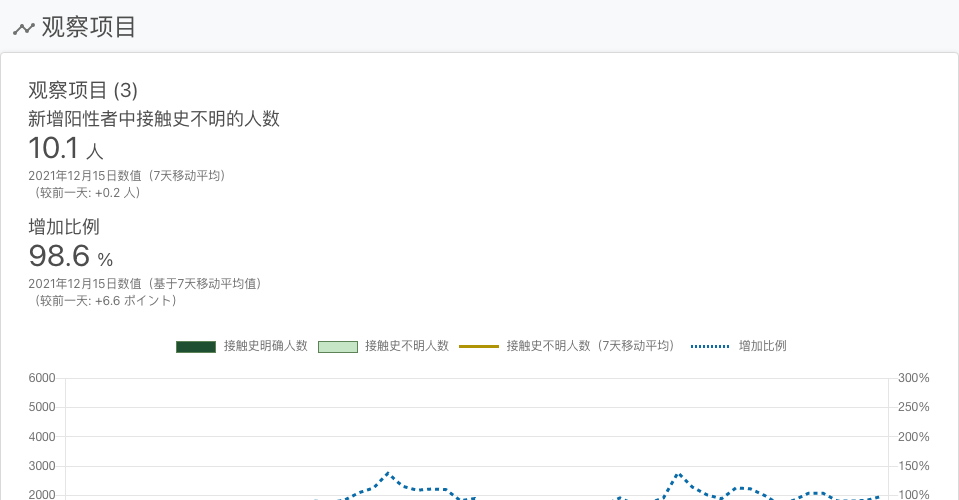 观察项目
观察项目 (3)
新增阳性者中接触史不明的人数
10.1 人
2021年12月15日数值（7天移动平均）
（较前一天: +0.2 人）
增加比例
98.6 %
2021年12月15日数值（基于7天移动平均值）
（较前一天: +6.6 ポイント）
接触史明确人数 接触史不明人数 接触史不明人数（7天移动平均） 增加比例
6000 300%
5000 250%
4000 200%
3000 150%
2000 100%